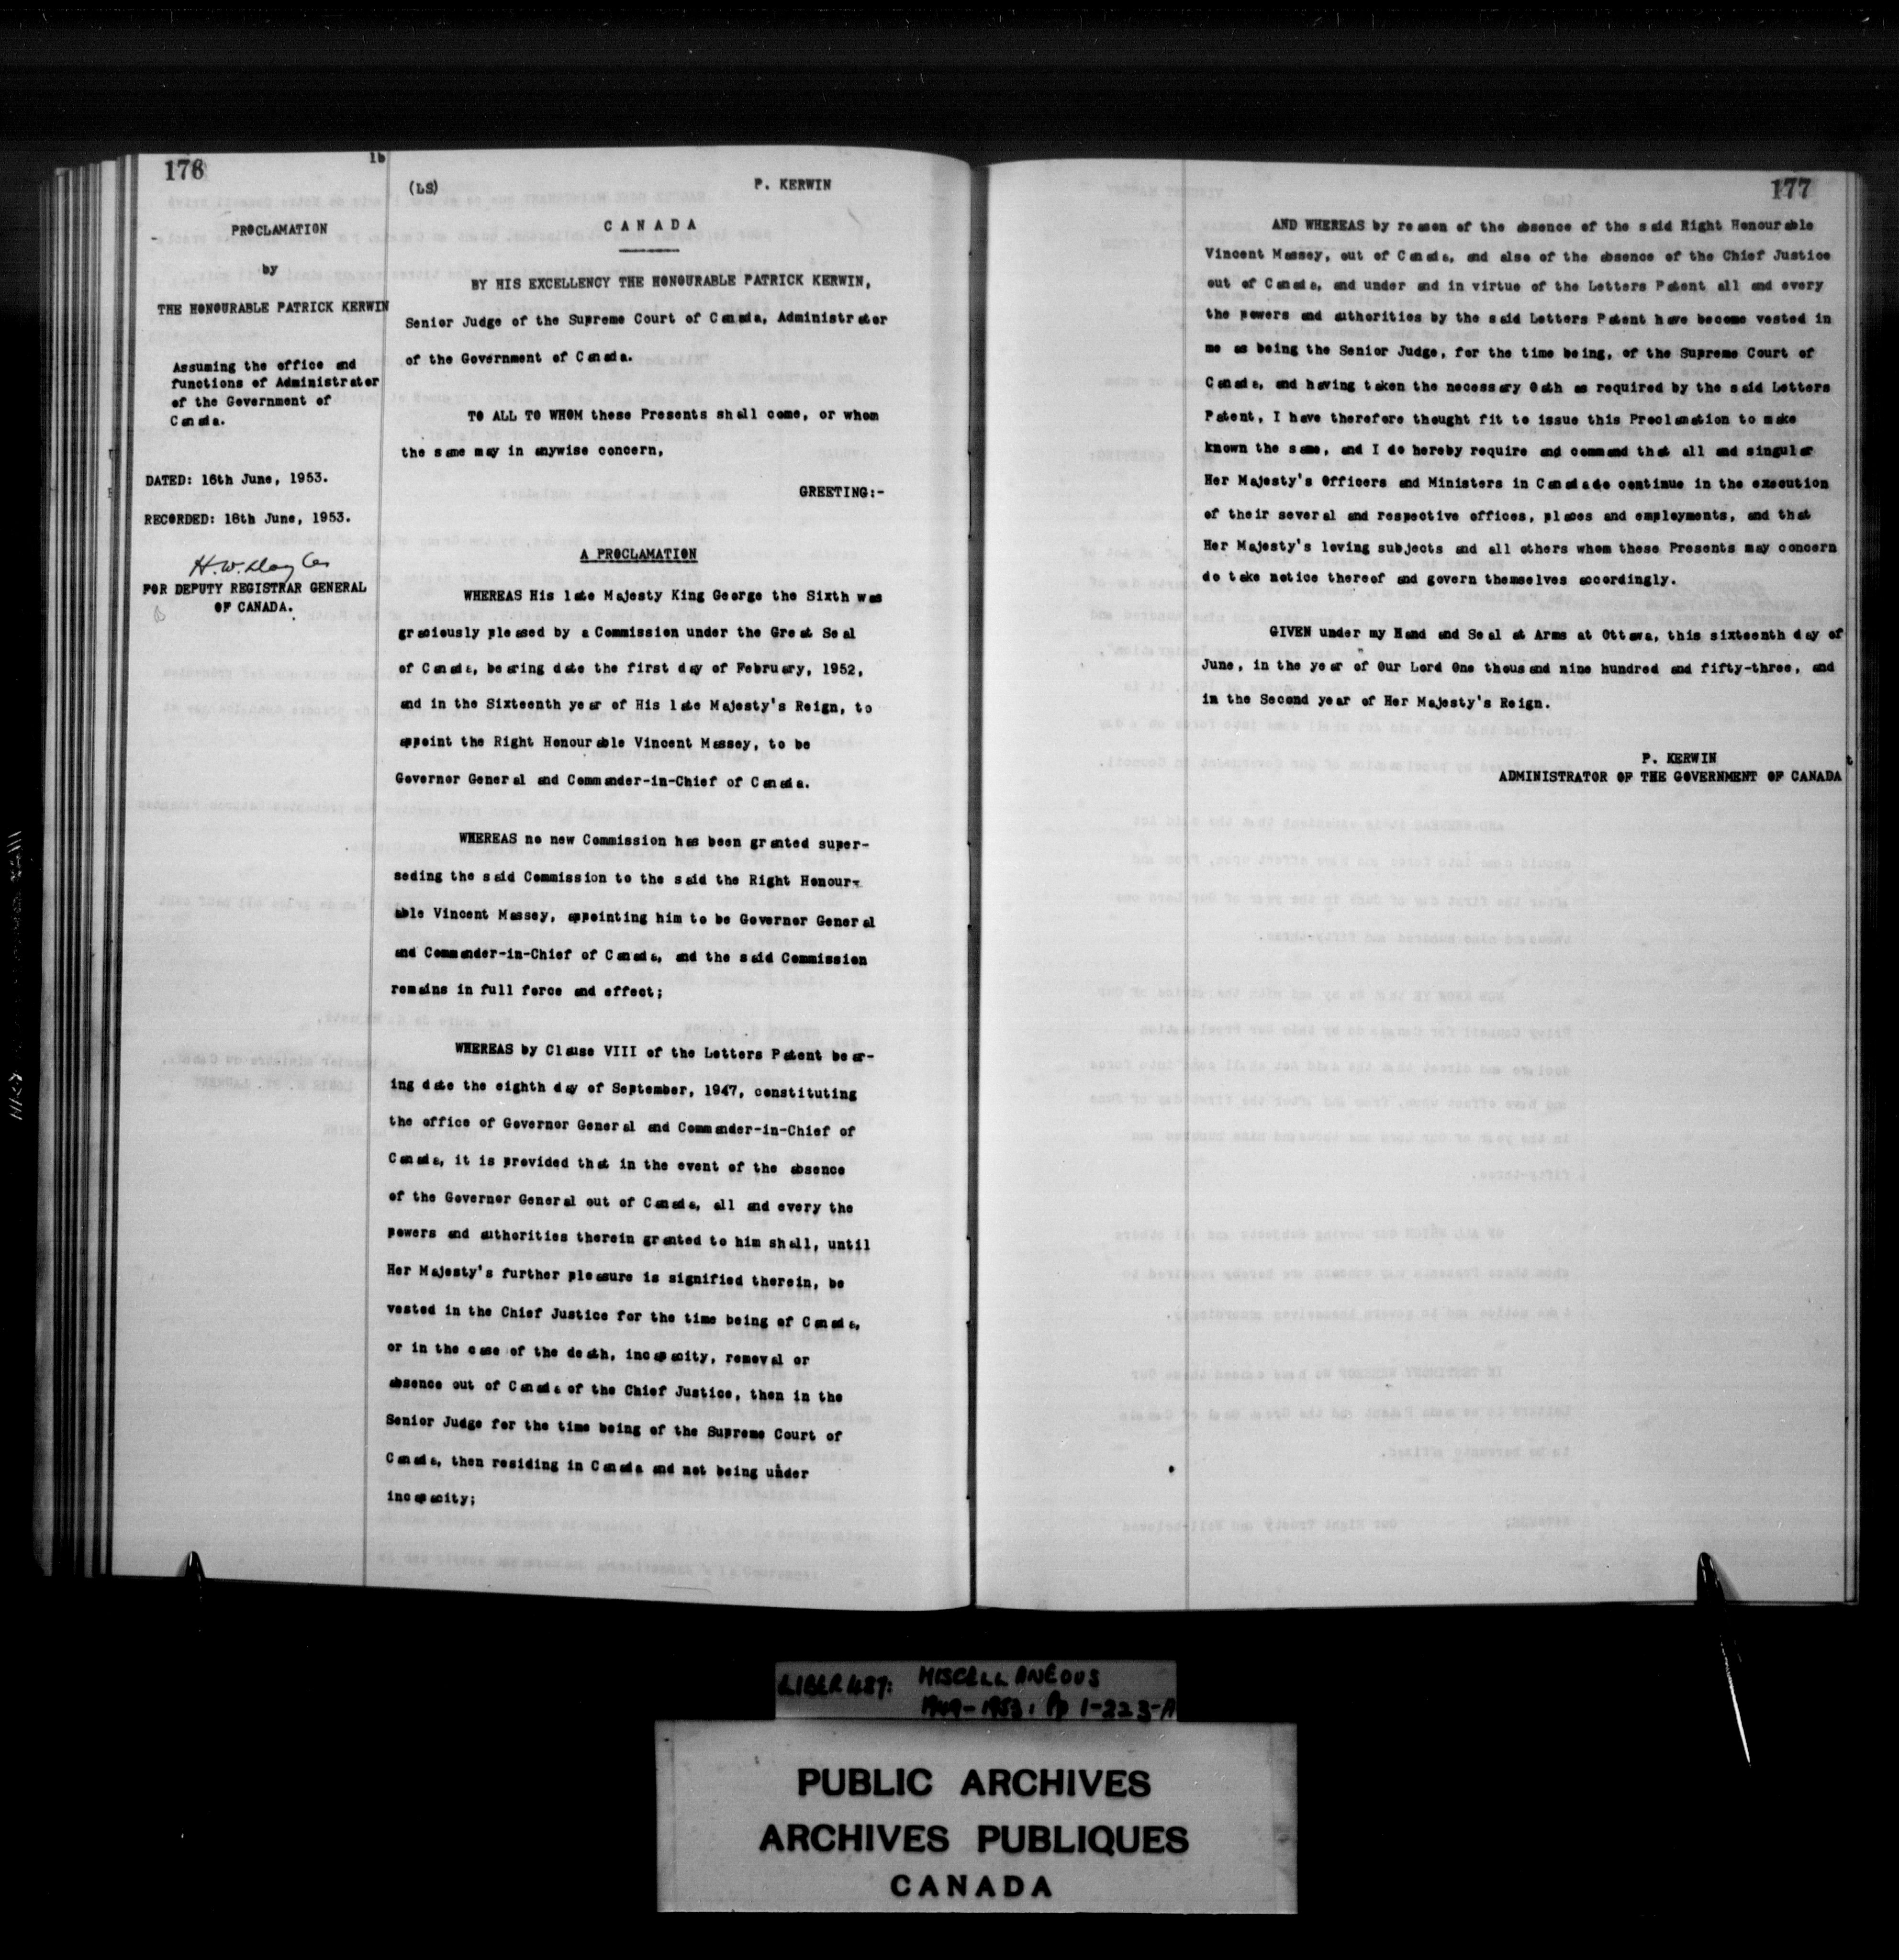 176
1b
PROCLAMATION
by
THE HONOURABLE PATRICK KERWIN
Assuming the office and
functions of Administrator
of the Government of
Canada.
DATED: 16th June, 1953.
RECORDED: 18th June, 1953.
FOR DEPUTY REGISTRAR GENERAL
OF CANADA.
(LS) P. KERWIN
CANADA
BY HIS EXCELLENCY THE HONOURABLE PATRICK KERWIN,
Senior Judge of the Supreme Court of Canada, Administrator
of the Government of Canada.
TO ALL TO WHOM these Presents shall come, or whom
the same may in anywise concern,
GREETING:-
A PROCLAMATION
WHEREAS His late Majesty King George the Sixth was
graciously pleased by a Commission under the Great Seal
of Canada, bearing date the first day of February, 1952,
and in the Sixteenth year of His late Majesty's Reign, to
appoint the Right Honourable Vincent Massey, to be
Governor General and Commander-in-Chief of Canada.
WHEREAS no new Commission has been granted super-
seding the said Commission to the said the Right Honour-
able Vincent Massey, appointing him to be Governor General
and Commander-in-Chief of Canada, and the said Commission
remains in full force and effect;
WHEREAS by Clause VIII of the Letters Patent bear-
ing date the eighth day of September, 1947, constituting
the office of Governor General and Commander-in-Chief of
Canada, it is provided that in the event of the absence
of the Governor General out of Canada, all and every the
powers and authorities therein granted to him shall, until
Her Majesty's further pleasure is signified therein, be
vested in the Chief Justice for the time being of Canada,
or in the case of the death, incapacity, removal or
absence out of Canada of the Chief Justice, then in the
Senior Judge for the time being of the Supreme Court of
Canada, then residing in Canada and not being under
incapacity;
177
AND WHEREAS by reason of the absence of the said Right Honourable
Vincent Massey, out of Canada, and also of the absence of the Chief Justice
out of Canada, and under and in virtue of the Letters Patent all and every
the powers and authorities by the said Letters Patent have become vested in
me as being the Senior Judge, for the time being, of the Supreme Court of
Canada, and having taken the necessary Oath as required by the said Letters
Patent, I have therefore thought fit to issue this Proclamation to make
known the same, and I do hereby require and command that all and singular
Her Majesty's Officers and Ministers in Canada do continue in the execution
of their several and respective offices, places and employments, and that
Her Majesty's loving subjects and all others whom these Presents may concern
do take notice thereof and govern themselves accordingly.
GIVEN under my Hand and Seal at Arms at Ottawa, this sixteenth day of
June, in the year of Our Lord One thousand nine hundred and fifty-three, and
in the Second year of Her Majesty's Reign.
P. KERWIN
ADMINISTRATOR OF THE GOVERNMENT OF CANADA
LIBER 487: MISCELLANEOUS
1949-1953: Pp 1-223-A
PUBLIC ARCHIVES
ARCHIVES PUBLIQUES
CANADA